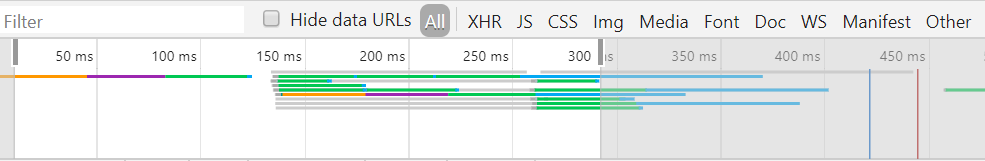 Filter Hide data URLs All XHR JS CSS Img Media Font Doc WS Manifest Other
50 ms 100 ms 150 ms 200 ms 250 ms 300 ms 350 ms 400 ms 450 ms